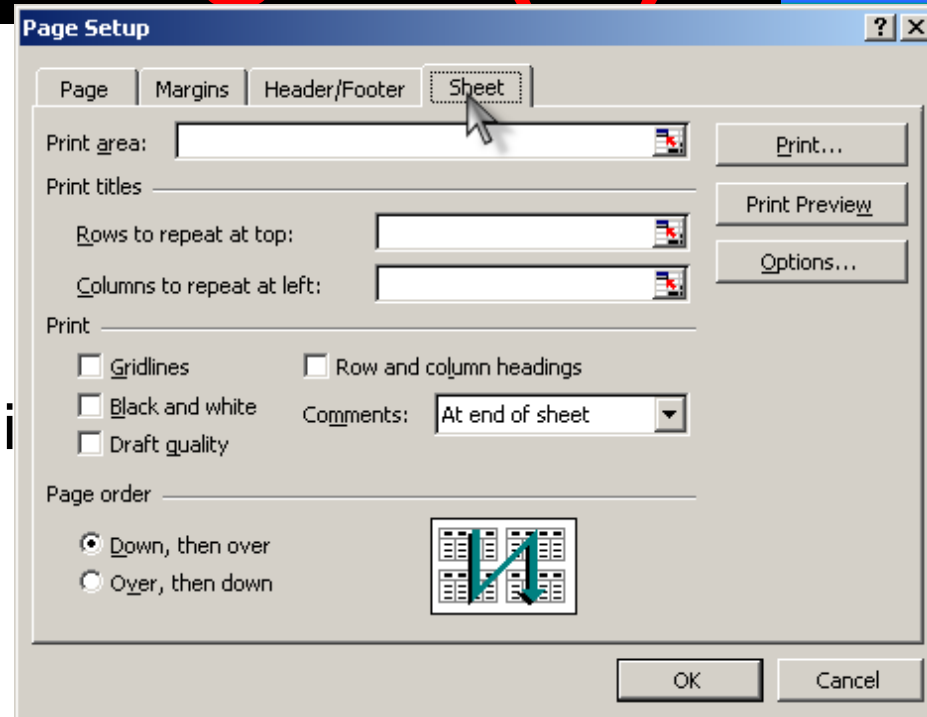 Page Setup
Page Margins Header/Footer Sheet
Print area:
Print...
Print titles
Print Preview
Rows to repeat at top:
Options...
Columns to repeat at left:
Print
Gridlines Row and column headings
Black and white Comments: At end of sheet
i
Draft quality
Page order
Down, then over
Over, then down
OK Cancel